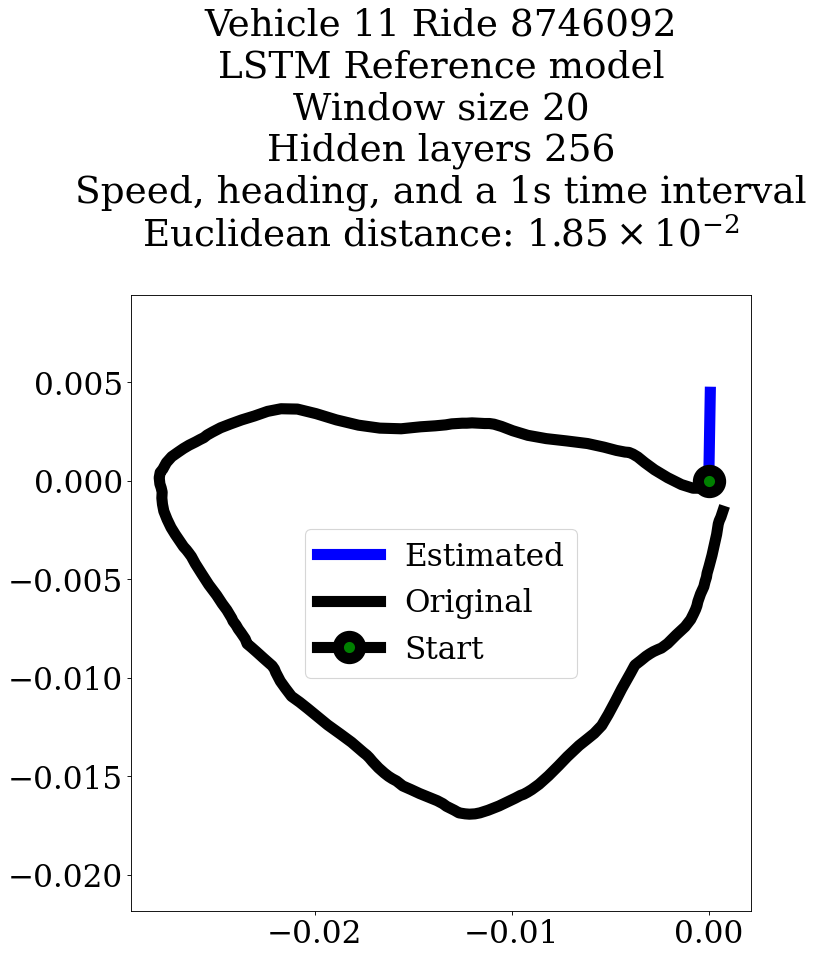 Vehicle 11 Ride 8746092
LSTM Reference model
Window size 20
Hidden layers 256
Speed, heading, and a 1s time interval
Euclidean distance: 1.85 × 10⁻²
0.005
0.000
−0.005
−0.010
−0.015
−0.020
Estimated
Original
Start
−0.02
−0.01
0.00